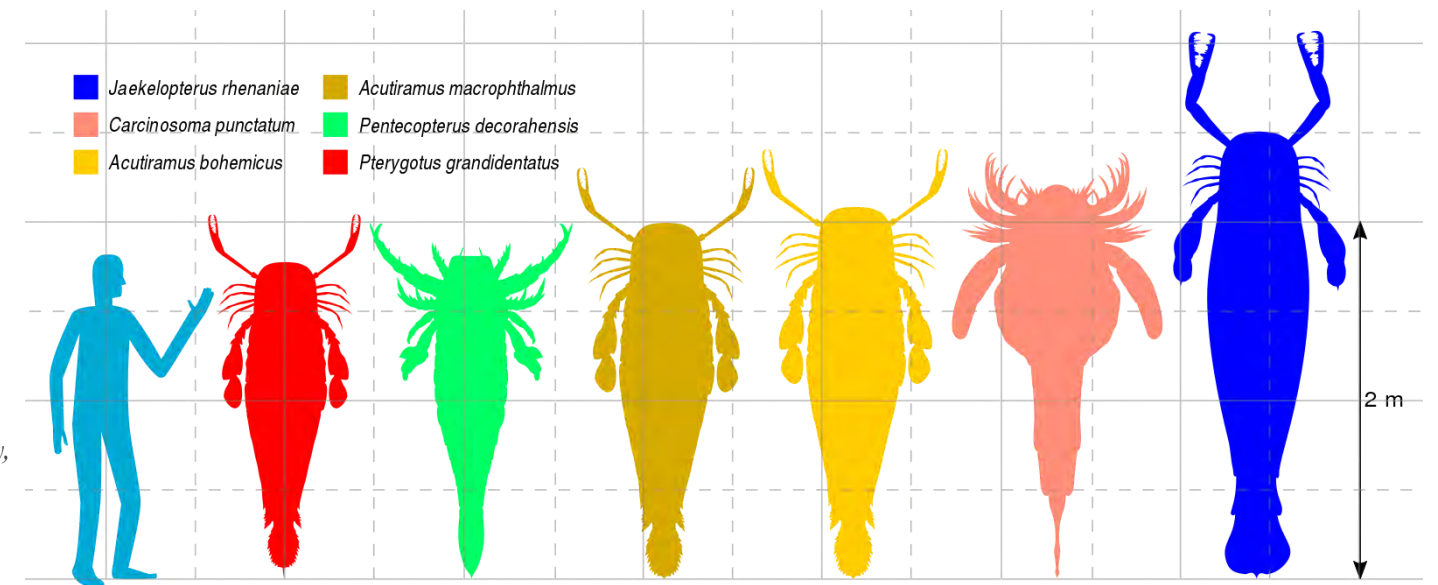 Jaekelopterus rhenaniae
Carcinosoma punctatum
Acutiramus bohemicus
Acutiramus macrophthalmus
Pentecopterus decorahensis
Pterygotus grandidentatus
2 m